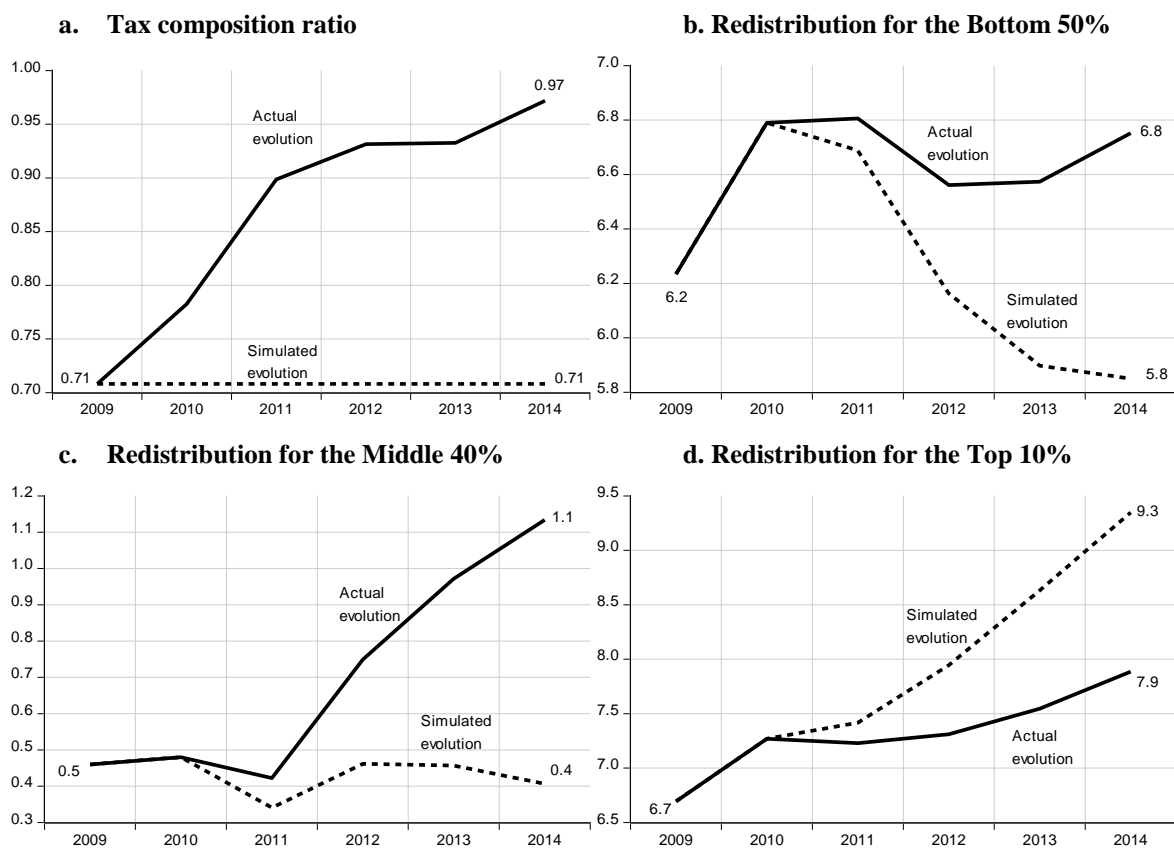 a. Tax composition ratio
1.00
0.95
0.90
0.85
0.80
0.75
0.70
0.97
Actual
evolution
Simulated
evolution
0.71
0.71
2009 2010 2011 2012 2013 2014
b. Redistribution for the Bottom 50%
7.0
6.8
6.6
6.4
6.2
6.0
5.8
Actual
evolution
6.8
6.2
Simulated
evolution
5.8
2009 2010 2011 2012 2013 2014
c. Redistribution for the Middle 40%
1.2
1.1
1.0
0.9
0.8
0.7
0.6
0.5
0.4
0.3
1.1
Actual
evolution
Simulated
evolution
0.5
0.4
2009 2010 2011 2012 2013 2014
d. Redistribution for the Top 10%
9.5
9.0
8.5
8.0
7.5
7.0
6.5
9.3
Simulated
evolution
7.9
Actual
evolution
6.7
2009 2010 2011 2012 2013 2014